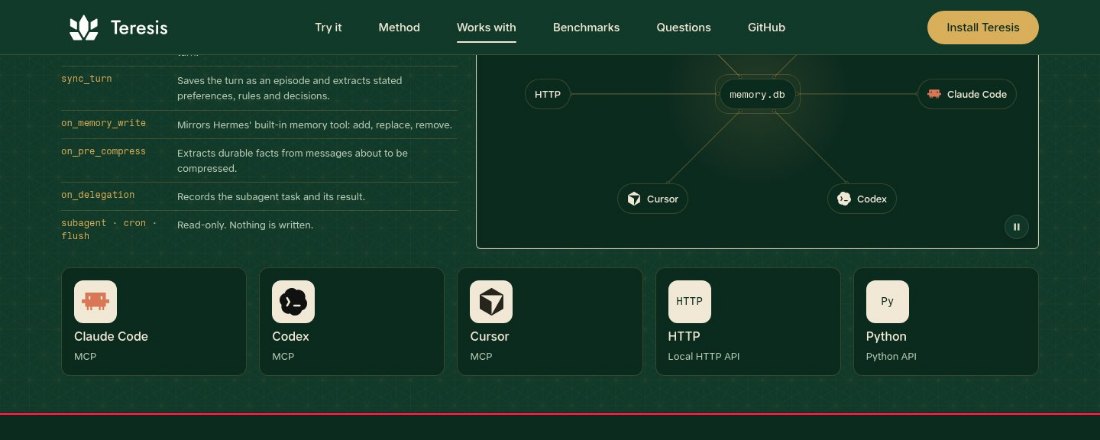 Teresis
Try it
Method
Works with
Benchmarks
Questions
GitHub
Install Teresis
sync_turn
Saves the turn as an episode and extracts stated
preferences, rules and decisions.
on_memory_write
Mirrors Hermes' built-in memory tool: add, replace, remove.
on_pre_compress
Extracts durable facts from messages about to be
compressed.
on_delegation
Records the subagent task and its result.
subagent · cron ·
flush
Read-only. Nothing is written.
HTTP
memory.db
Claude Code
Cursor
Codex
Claude Code
MCP
Codex
MCP
Cursor
MCP
HTTP
HTTP
Local HTTP API
Py
Python
Python API